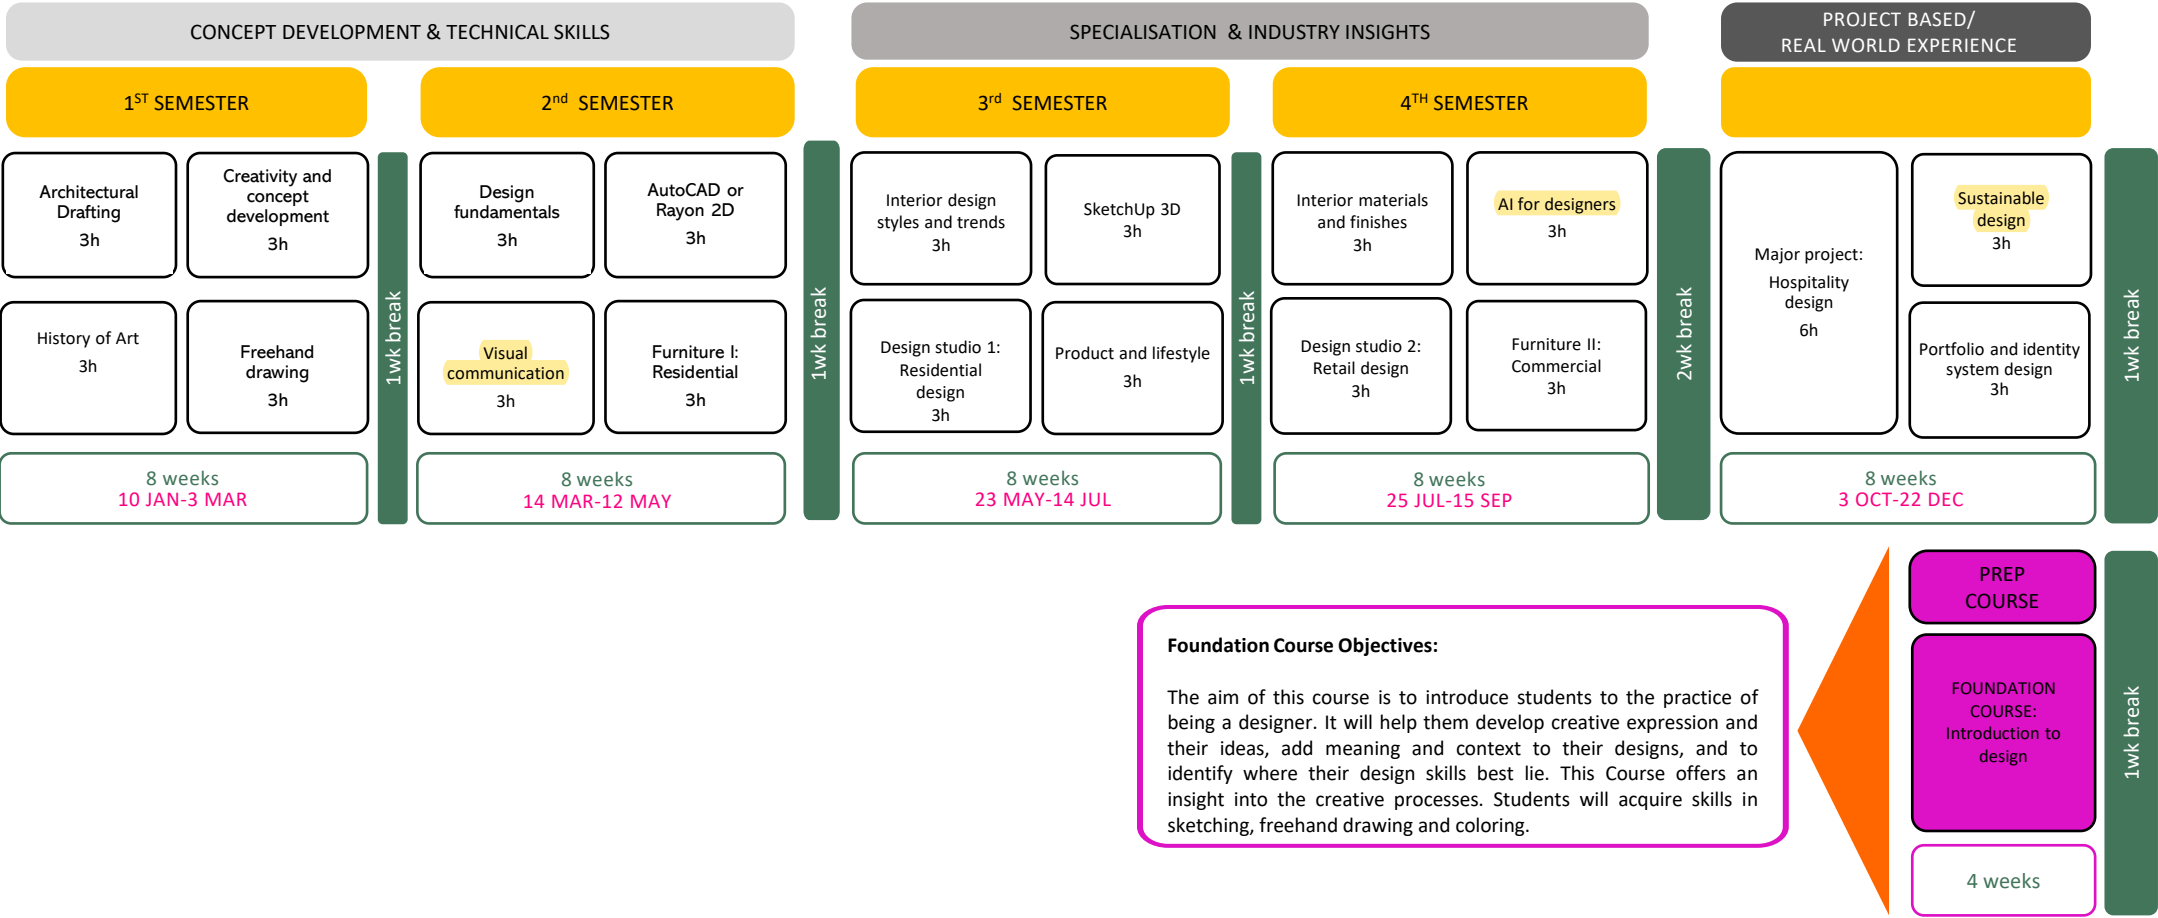 CONCEPT DEVELOPMENT & TECHNICAL SKILLS
SPECIALISATION & INDUSTRY INSIGHTS
PROJECT BASED/
REAL WORLD EXPERIENCE
1ST SEMESTER
2nd SEMESTER
3rd SEMESTER
4TH SEMESTER
Architectural
Drafting
3h
Creativity and
concept
development
3h
History of Art
3h
Freehand
drawing
3h
1wk break
Design
fundamentals
3h
AutoCAD or
Rayon 2D
3h
Visual
communication
3h
Furniture I:
Residential
3h
1wk break
Interior design
styles and trends
3h
SketchUp 3D
3h
Design studio 1:
Residential
design
3h
Product and lifestyle
3h
1wk break
Interior materials
and finishes
3h
AI for designers
3h
Design studio 2:
Retail design
3h
Furniture II:
Commercial
3h
2wk break
Major project:
Hospitality
design
6h
Sustainable
design
3h
Portfolio and identity
system design
3h
1wk break
8 weeks
10 JAN-3 MAR
8 weeks
14 MAR-12 MAY
8 weeks
23 MAY-14 JUL
8 weeks
25 JUL-15 SEP
8 weeks
3 OCT-22 DEC
Foundation Course Objectives:
The aim of this course is to introduce students to the practice of
being a designer. It will help them develop creative expression and
their ideas, add meaning and context to their designs, and to
identify where their design skills best lie. This Course offers an
insight into the creative processes. Students will acquire skills in
sketching, freehand drawing and coloring.
PREP
COURSE
FOUNDATION
COURSE:
Introduction to
design
4 weeks
1wk break